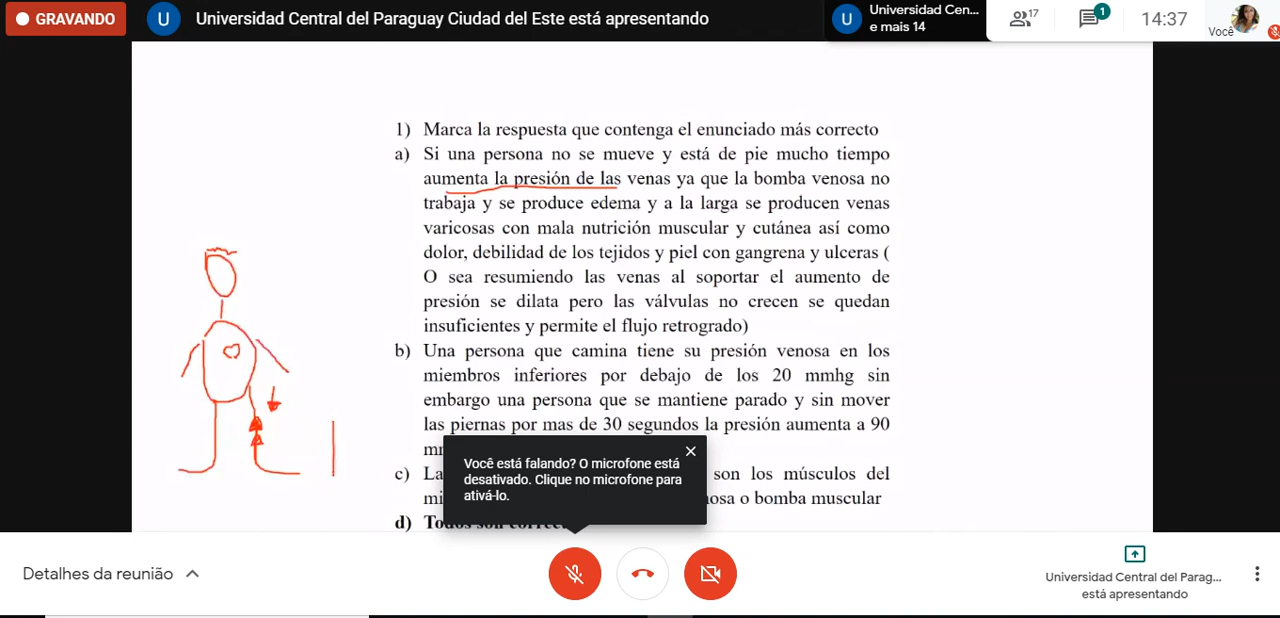 GRAVANDO
U
Universidad Central del Paraguay Ciudad del Este está apresentando
U
Universidad Cen...
e mais 14
17
1
14:37
Você
1) Marca la respuesta que contenga el enunciado más correcto
a) Si una persona no se mueve y está de pie mucho tiempo
aumenta la presión de las venas ya que la bomba venosa no
trabaja y se produce edema y a la larga se producen venas
varicosas con mala nutrición muscular y cutánea así como
dolor, debilidad de los tejidos y piel con gangrena y ulceras (
O sea resumiendo las venas al soportar el aumento de
presión se dilata pero las válvulas no crecen se quedan
insuficientes y permite el flujo retrogrado)
b) Una persona que camina tiene su presión venosa en los
miembros inferiores por debajo de los 20 mmhg sin
embargo una persona que se mantiene parado y sin mover
las piernas por mas de 30 segundos la presión aumenta a 90
c) La son los músculos del
o bomba muscular
d) Todos son
Você está falando? O microfone está
desativado. Clique no microfone para
ativá-lo.
Detalhes da reunião
Universidad Central del Parag...
está apresentando